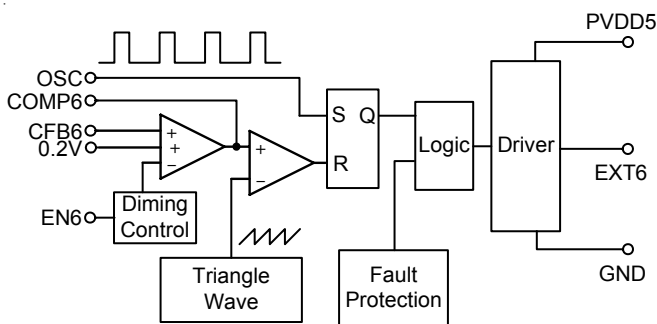 PVDD5
OSC
COMP6
CFB6
0.2V
+
+
−
+
−
S Q
R
Logic
Driver
EXT6
EN6
Diming
Control
Triangle
Wave
Fault
Protection
GND